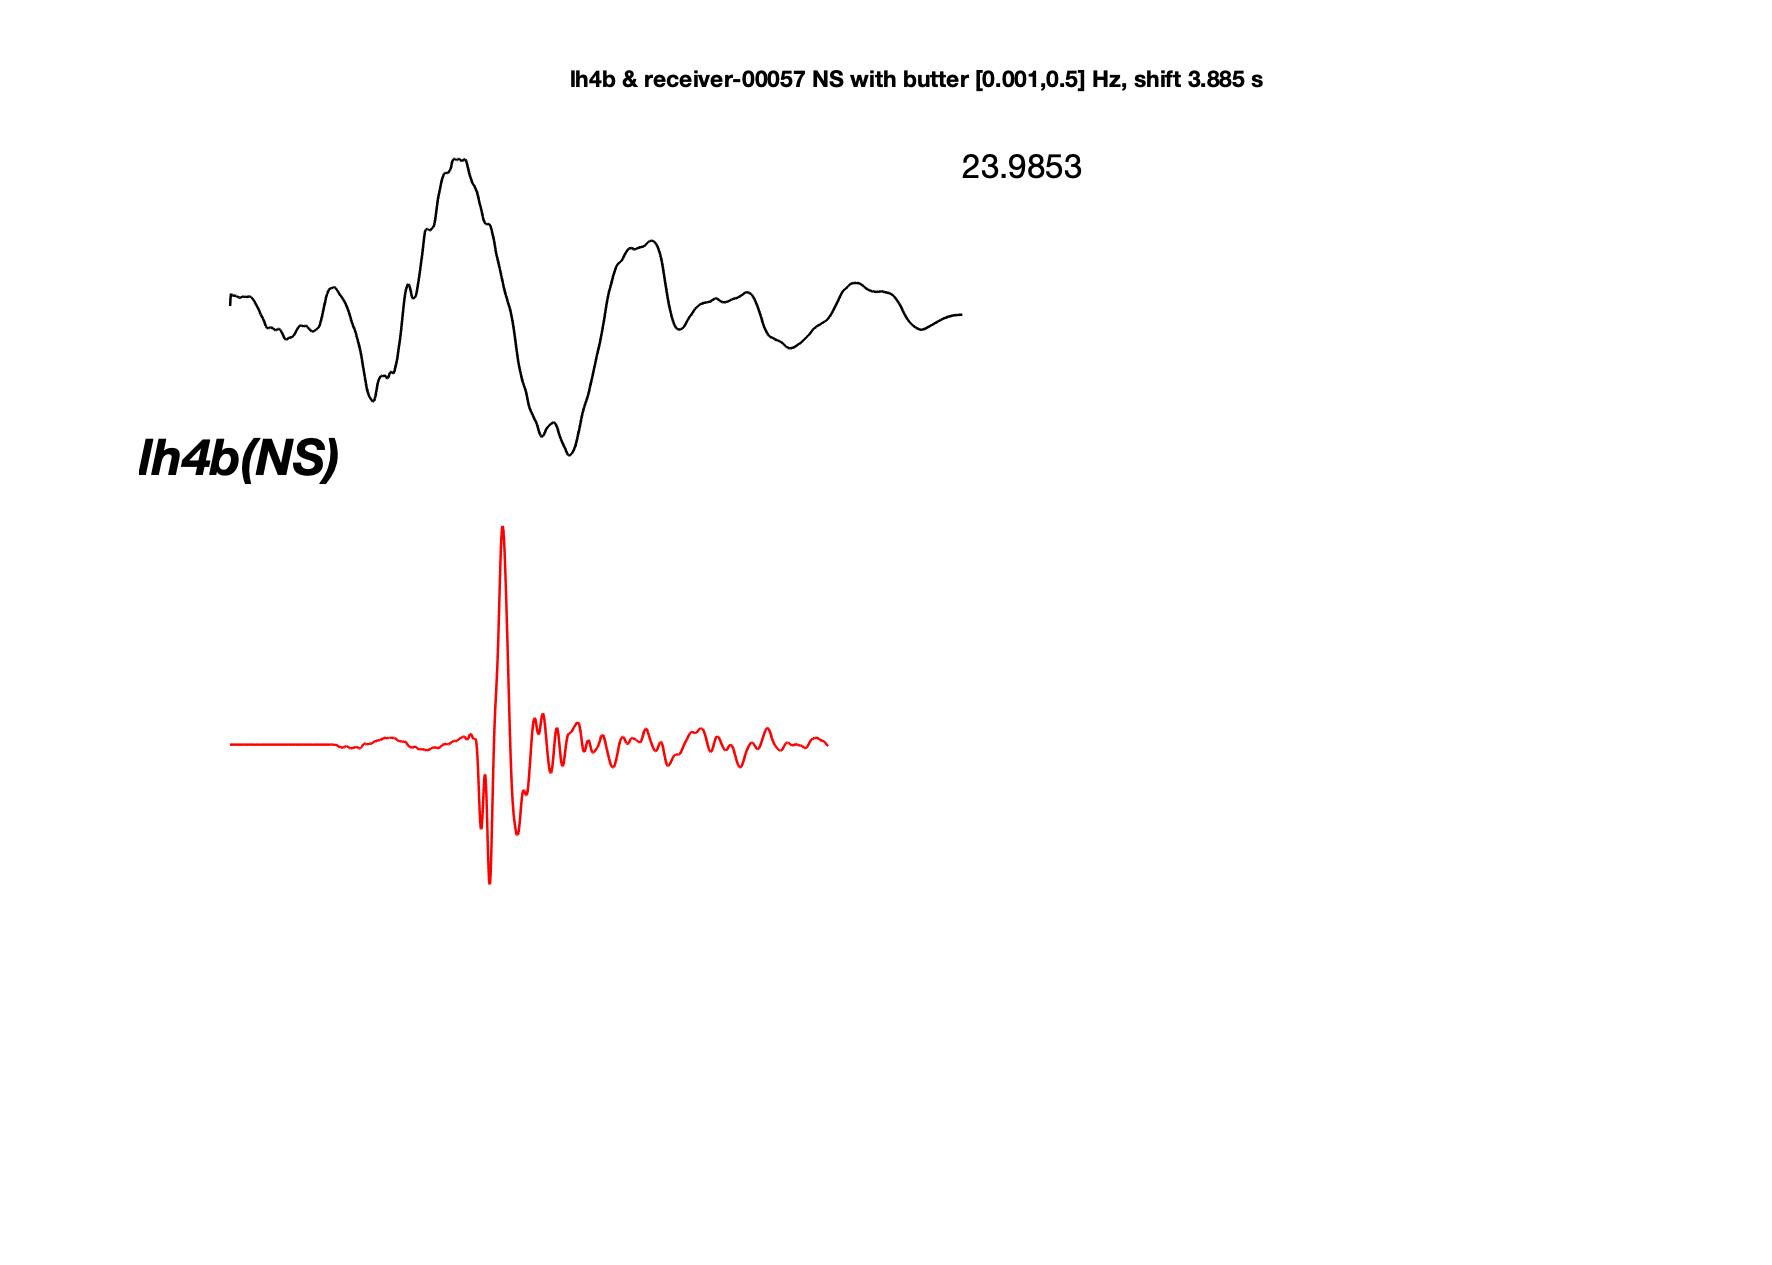 lh4b & receiver-00057 NS with butter [0.001,0.5] Hz, shift 3.885 s
23.9853
lh4b(NS)